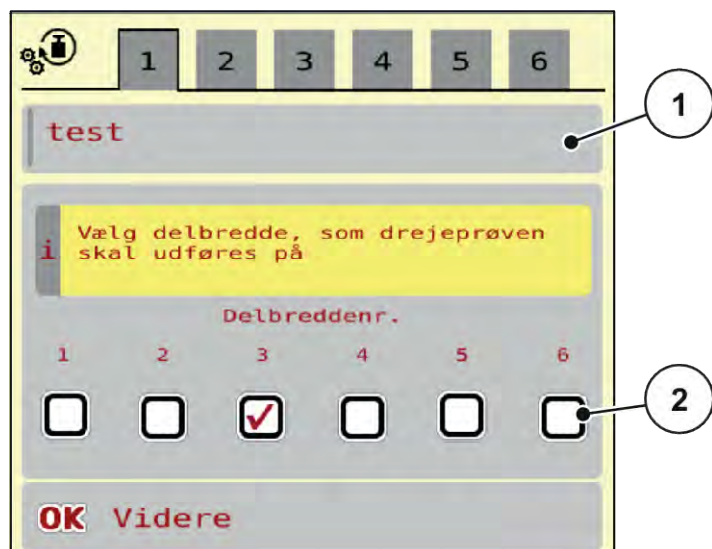 1 2 3 4 5 6
test
1
i Vælg delbredde, som drejeprøven
skal udføres på
Delbreddenr.
1 2 3 4 5 6
2
OK Videre